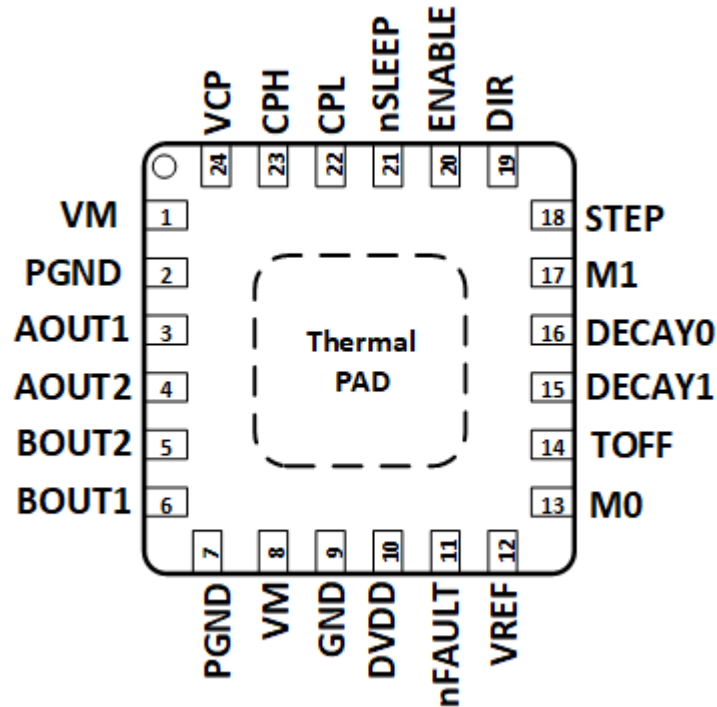 VCP
CPH
CPL
nSLEEP
ENABLE
DIR
24
23
22
21
20
19
VM 1
18 STEP
PGND 2
17 M1
AOUT1 3
16 DECAY0
AOUT2 4
15 DECAY1
BOUT2 5
14 TOFF
BOUT1 6
13 M0
Thermal
PAD
7
8
9
10
11
12
PGND
VM
GND
DVDD
nFAULT
VREF